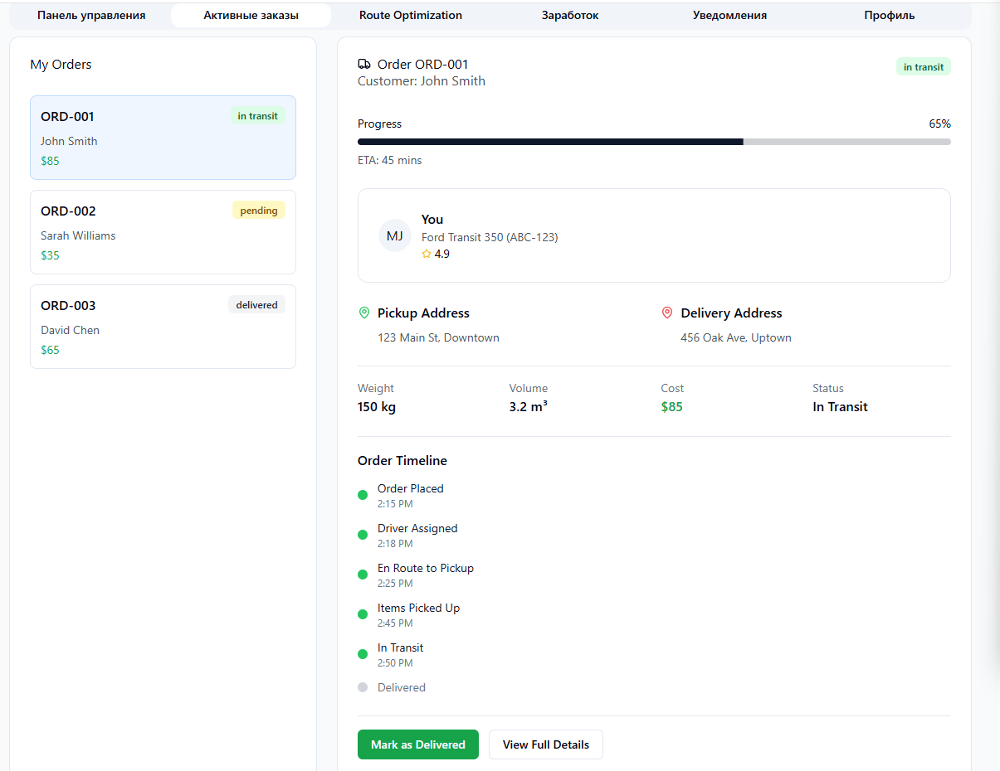 Панель управления
Активные заказы
Route Optimization
Заработок
Уведомления
Профиль
My Orders
ORD-001
in transit
John Smith
$85
ORD-002
pending
Sarah Williams
$35
ORD-003
delivered
David Chen
$65
Order ORD-001
in transit
Customer: John Smith
Progress
65%
ETA: 45 mins
MJ
You
Ford Transit 350 (ABC-123)
4.9
Pickup Address
123 Main St, Downtown
Delivery Address
456 Oak Ave, Uptown
Weight
150 kg
Volume
3.2 m³
Cost
$85
Status
In Transit
Order Timeline
Order Placed
2:15 PM
Driver Assigned
2:18 PM
En Route to Pickup
2:25 PM
Items Picked Up
2:45 PM
In Transit
2:50 PM
Delivered
Mark as Delivered
View Full Details